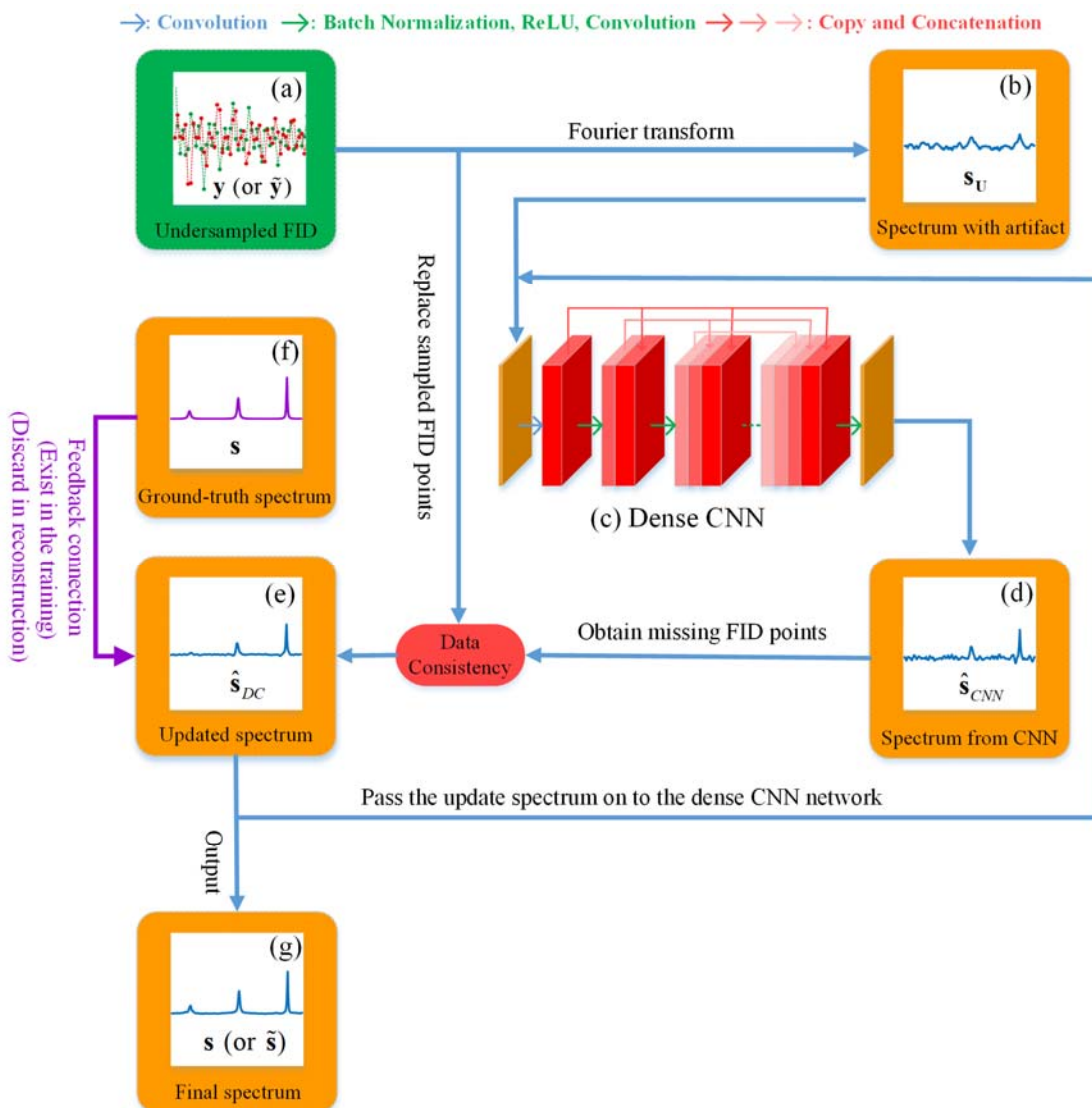 : Convolution : Batch Normalization, ReLU, Convolution : Copy and Concatenation
(a)
y (or ỹ)
Undersampled FID
Fourier transform
(b)
s_U
Spectrum with artifact
Replace sampled FID points
(f)
s
Ground-truth spectrum
(c) Dense CNN
Feedback connection
(Exist in the training)
(Discard in reconstruction)
(e)
ŝ_DC
Updated spectrum
Data
Consistency
Obtain missing FID points
(d)
ŝ_CNN
Spectrum from CNN
Pass the update spectrum on to the dense CNN network
Output
(g)
s (or s̃)
Final spectrum